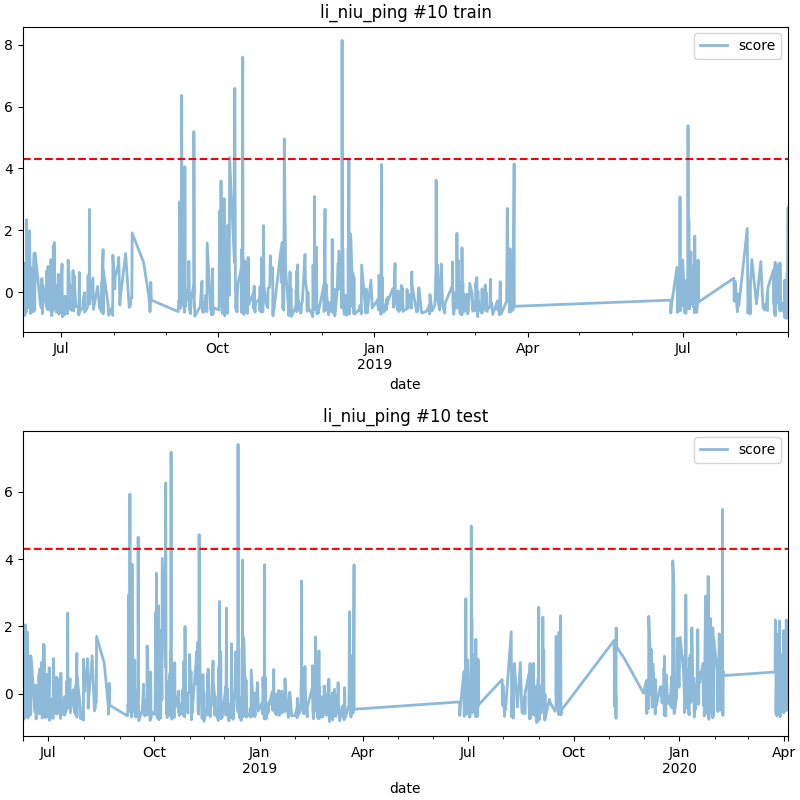 li_niu_ping #10 train
score
8
6
4
2
0
Jul Oct Jan Apr Jul
2019
date
li_niu_ping #10 test
score
6
4
2
0
Jul Oct Jan Apr Jul Oct Jan Apr
2019 2020
date